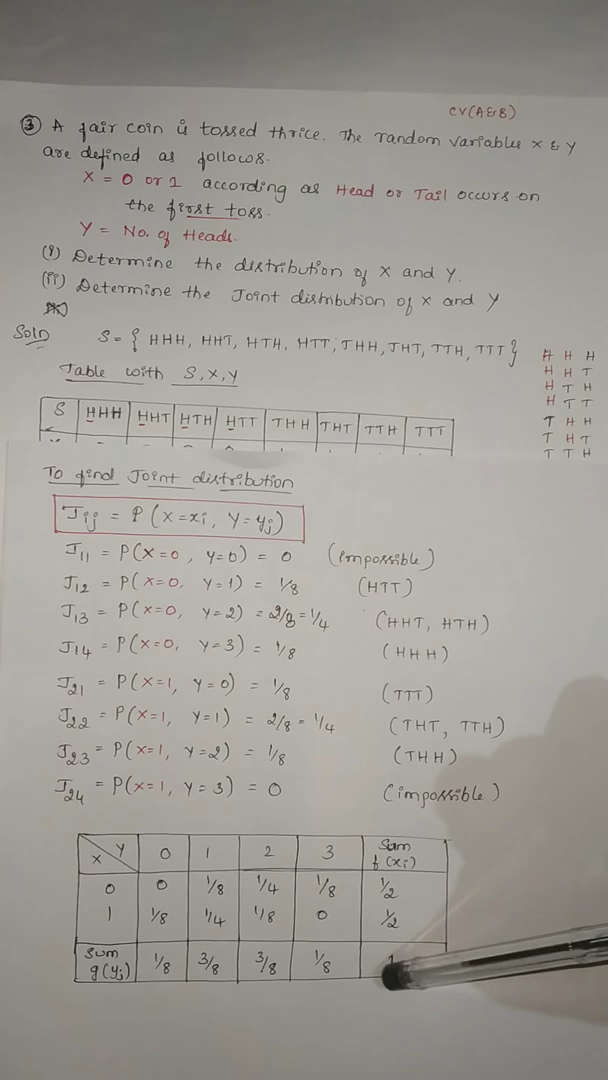 CV(A&B)
③ A fair coin is tossed thrice. The random variables X & Y
are defined as follows.
X = 0 or 1 according as Head or Tail occurs on
the first toss.
Y = No. of Heads.
(i) Determine the distribution of X and Y.
(ii) Determine the Joint distribution of X and Y
Soln S = { HHH, HHT, HTH, HTT, THH, THT, TTH, TTT }
Table with S, X, Y
H H H
H H T
H T H
H T T
T H H
T H T
T T H
S HHH HHT HTH HTT THH THT TTH TTT
To find Joint distribution
Jij = P(X=xi, Y=yj)
J11 = P(X=0, Y=0) = 0 (impossible)
J12 = P(X=0, Y=1) = 1/8 (HTT)
J13 = P(X=0, Y=2) = 2/8 = 1/4 (HHT, HTH)
J14 = P(X=0, Y=3) = 1/8 (HHH)
J21 = P(X=1, Y=0) = 1/8 (TTT)
J22 = P(X=1, Y=1) = 2/8 = 1/4 (THT, TTH)
J23 = P(X=1, Y=2) = 1/8 (THH)
J24 = P(X=1, Y=3) = 0 (impossible)
X Y 0 1 2 3 Sum f(xi)
0 0 1/8 1/4 1/8 1/2
1 1/8 1/4 1/8 0 1/2
Sum g(yj) 1/8 3/8 3/8 1/8 1